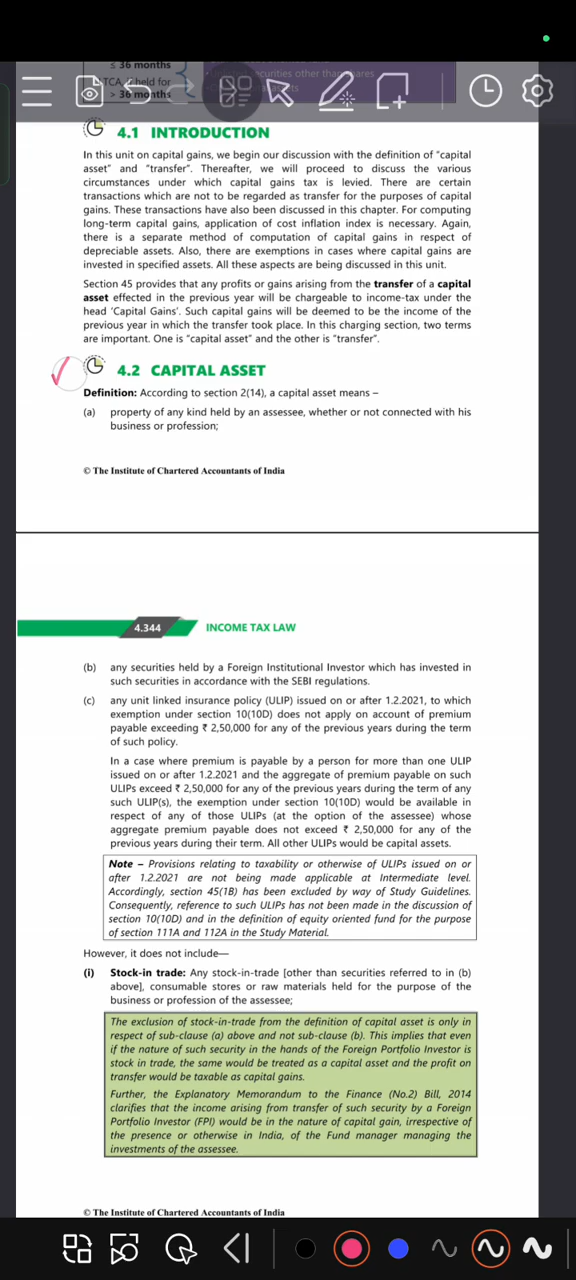 ≤ 36 months
TCA, if held for
> 36 months
securities other than shares
4.1 INTRODUCTION
In this unit on capital gains, we begin our discussion with the definition of "capital
asset" and "transfer". Thereafter, we will proceed to discuss the various
circumstances under which capital gains tax is levied. There are certain
transactions which are not to be regarded as transfer for the purposes of capital
gains. These transactions have also been discussed in this chapter. For computing
long-term capital gains, application of cost inflation index is necessary. Again,
there is a separate method of computation of capital gains in respect of
depreciable assets. Also, there are exemptions in cases where capital gains are
invested in specified assets. All these aspects are being discussed in this unit.
Section 45 provides that any profits or gains arising from the transfer of a capital
asset effected in the previous year will be chargeable to income-tax under the
head 'Capital Gains'. Such capital gains will be deemed to be the income of the
previous year in which the transfer took place. In this charging section, two terms
are important. One is "capital asset" and the other is "transfer".
4.2 CAPITAL ASSET
Definition: According to section 2(14), a capital asset means –
(a) property of any kind held by an assessee, whether or not connected with his
business or profession;
© The Institute of Chartered Accountants of India
4.344 INCOME TAX LAW
(b) any securities held by a Foreign Institutional Investor which has invested in
such securities in accordance with the SEBI regulations.
(c) any unit linked insurance policy (ULIP) issued on or after 1.2.2021, to which
exemption under section 10(10D) does not apply on account of premium
payable exceeding ₹ 2,50,000 for any of the previous years during the term
of such policy.
In a case where premium is payable by a person for more than one ULIP
issued on or after 1.2.2021 and the aggregate of premium payable on such
ULIPs exceed ₹ 2,50,000 for any of the previous years during the term of any
such ULIP(s), the exemption under section 10(10D) would be available in
respect of any of those ULIPs (at the option of the assessee) whose
aggregate premium payable does not exceed ₹ 2,50,000 for any of the
previous years during their term. All other ULIPs would be capital assets.
Note – Provisions relating to taxability or otherwise of ULIPs issued on or
after 1.2.2021 are not being made applicable at Intermediate level.
Accordingly, section 45(1B) has been excluded by way of Study Guidelines.
Consequently, reference to such ULIPs has not been made in the discussion of
section 10(10D) and in the definition of equity oriented fund for the purpose
of section 111A and 112A in the Study Material.
However, it does not include—
(i) Stock-in trade: Any stock-in-trade [other than securities referred to in (b)
above], consumable stores or raw materials held for the purpose of the
business or profession of the assessee;
The exclusion of stock-in-trade from the definition of capital asset is only in
respect of sub-clause (a) above and not sub-clause (b). This implies that even
if the nature of such security in the hands of the Foreign Portfolio Investor is
stock in trade, the same would be treated as a capital asset and the profit on
transfer would be taxable as capital gains.
Further, the Explanatory Memorandum to the Finance (No.2) Bill, 2014
clarifies that the income arising from transfer of such security by a Foreign
Portfolio Investor (FPI) would be in the nature of capital gain, irrespective of
the presence or otherwise in India, of the Fund manager managing the
investments of the assessee.
© The Institute of Chartered Accountants of India